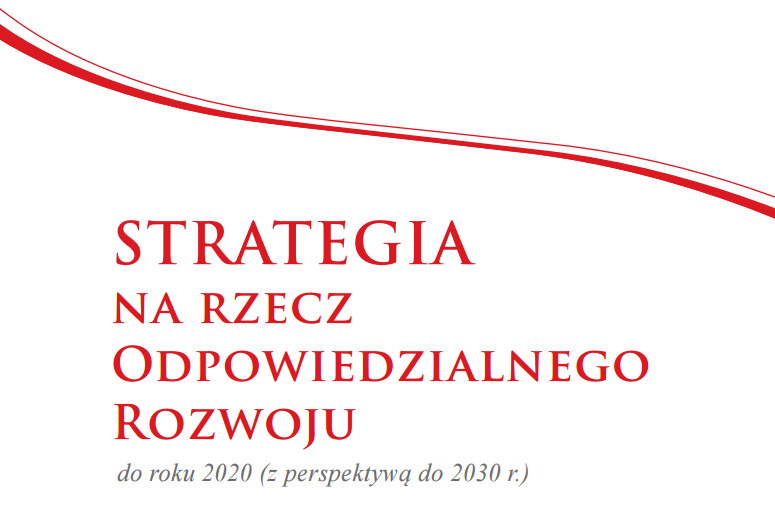 STRATEGIA
NA RZECZ
ODPOWIEDZIALNEGO
ROZWOJU
do roku 2020 (z perspektywą do 2030 r.)